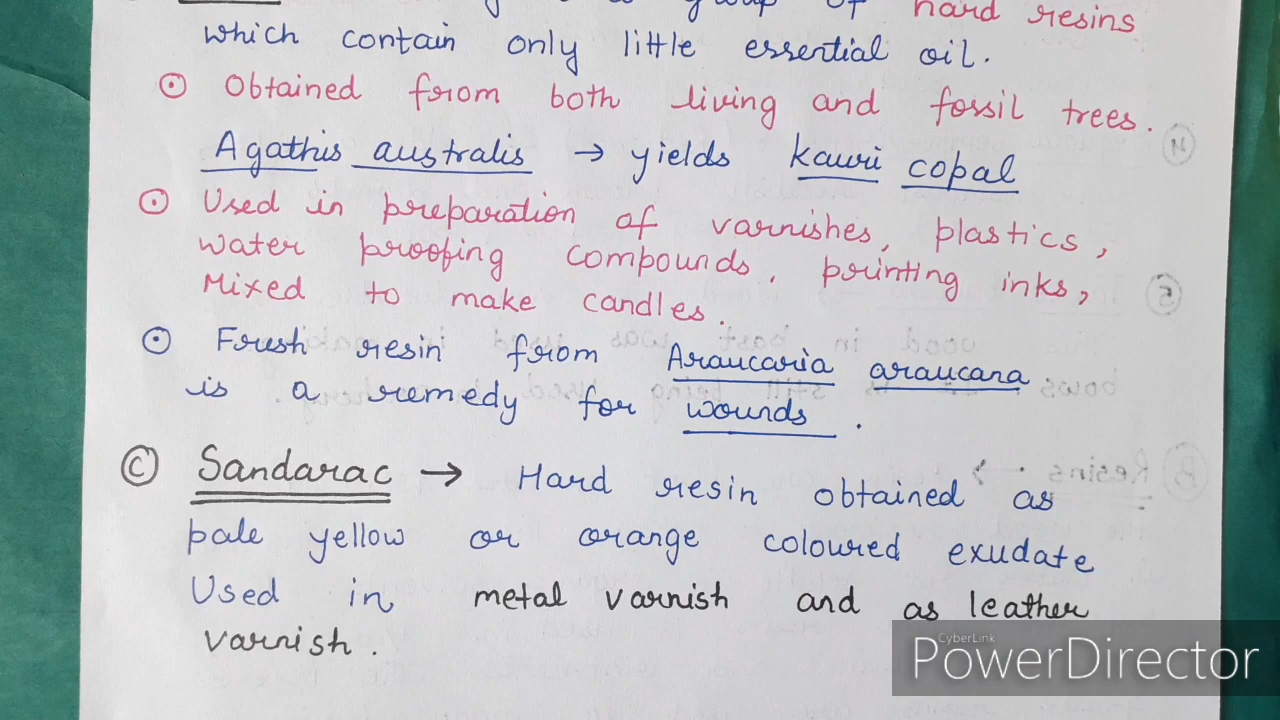 of hard resins
which contain only little essential oil.
⊙ Obtained from both living and fossil trees.
Agathis australis → yields kauri copal
⊙ Used in preparation of varnishes, plastics,
water proofing compounds, printing inks,
Mixed to make candles.
⊙ Fresh resin from Araucaria araucana
is a remedy for wounds.
Ⓒ Sandarac → Hard resin obtained as
pale yellow or orange coloured exudate
Used in metal varnish and as leather
varnish.
CyberLink
PowerDirector